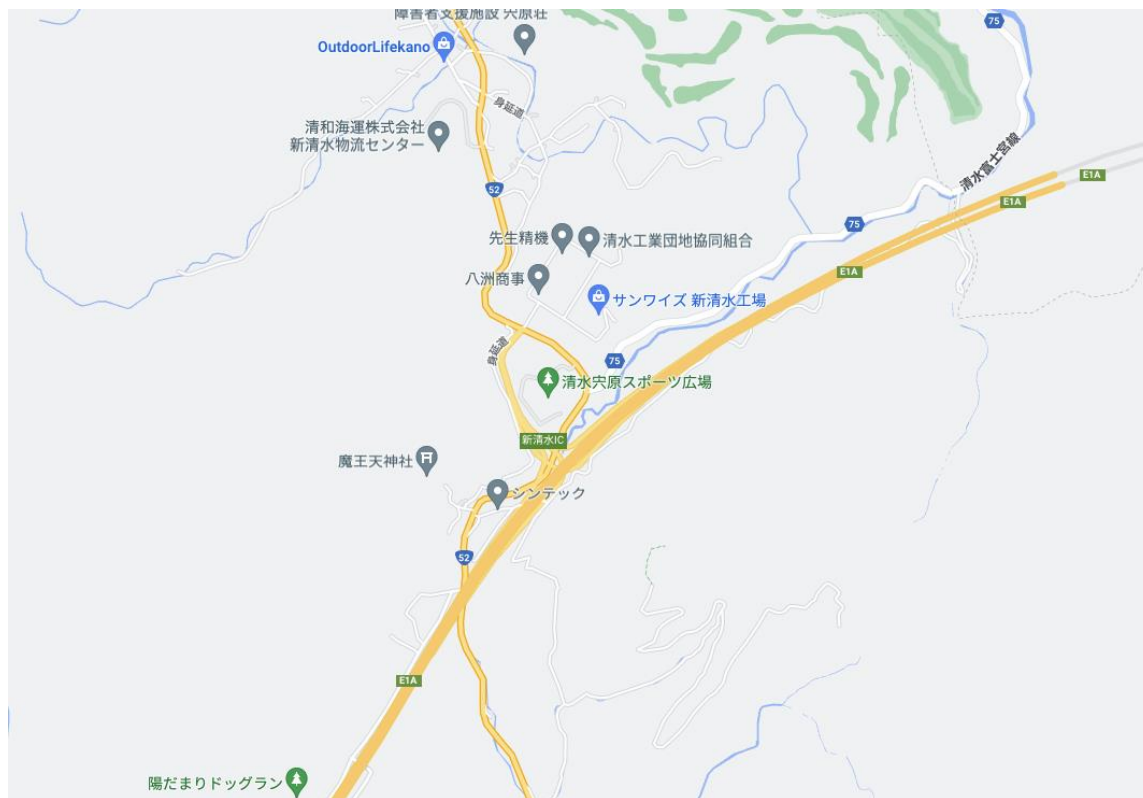 障害者支援施設 宍原荘
75
OutdoorLifekano
身延道
清和海運株式会社
新清水物流センター
清水富士宮線
E1A
52
E1A
75
先生精機
清水工業団地協同組合
E1A
八洲商事
サンワイズ 新清水工場
身延道
75
清水宍原スポーツ広場
新清水IC
魔王天神社
シンテック
52
E1A
陽だまりドッグラン